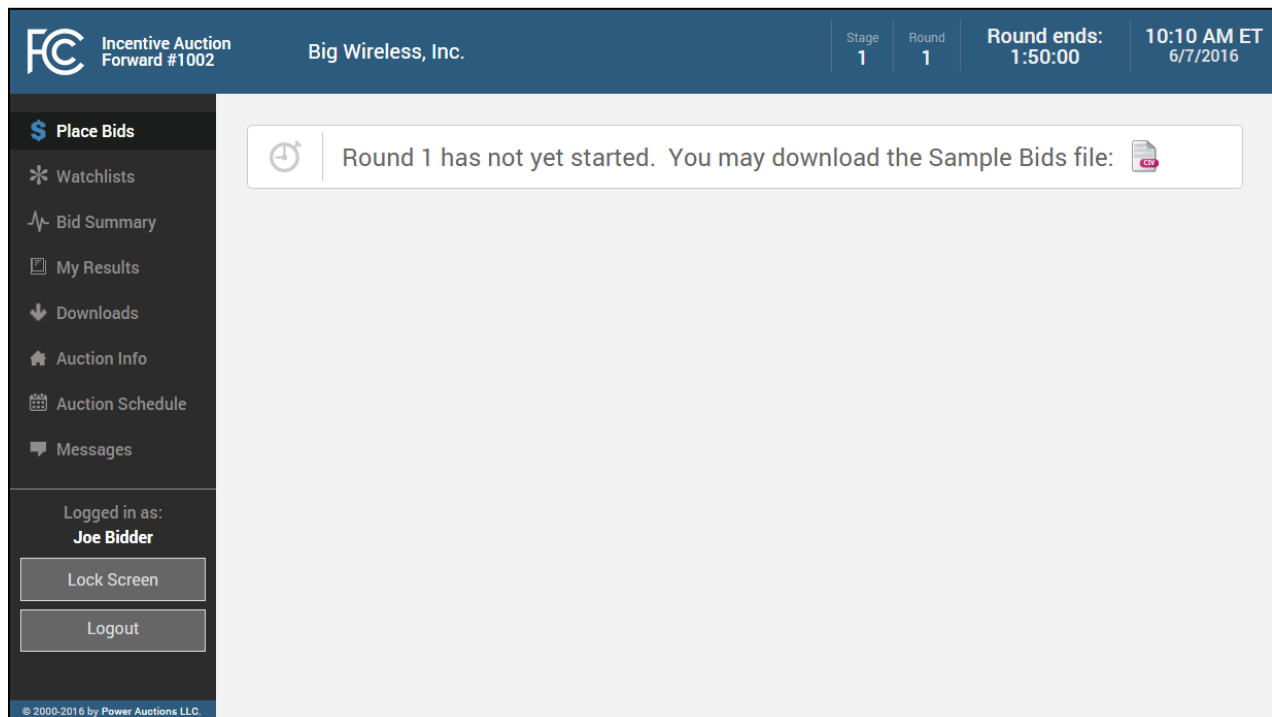 FCC
Incentive Auction
Forward #1002
Big Wireless, Inc.
Stage
1
Round
1
Round ends:
1:50:00
10:10 AM ET
6/7/2016
$ Place Bids
Watchlists
Bid Summary
My Results
Downloads
Auction Info
Auction Schedule
Messages
Logged in as:
Joe Bidder
Lock Screen
Logout
© 2000-2016 by Power Auctions LLC.
Round 1 has not yet started. You may download the Sample Bids file:
CSV